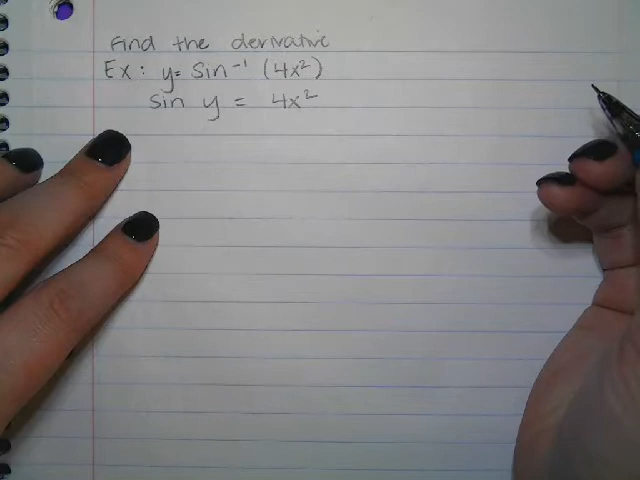 Find the derivative
Ex: y= sin⁻¹ (4x²)
sin y = 4x²